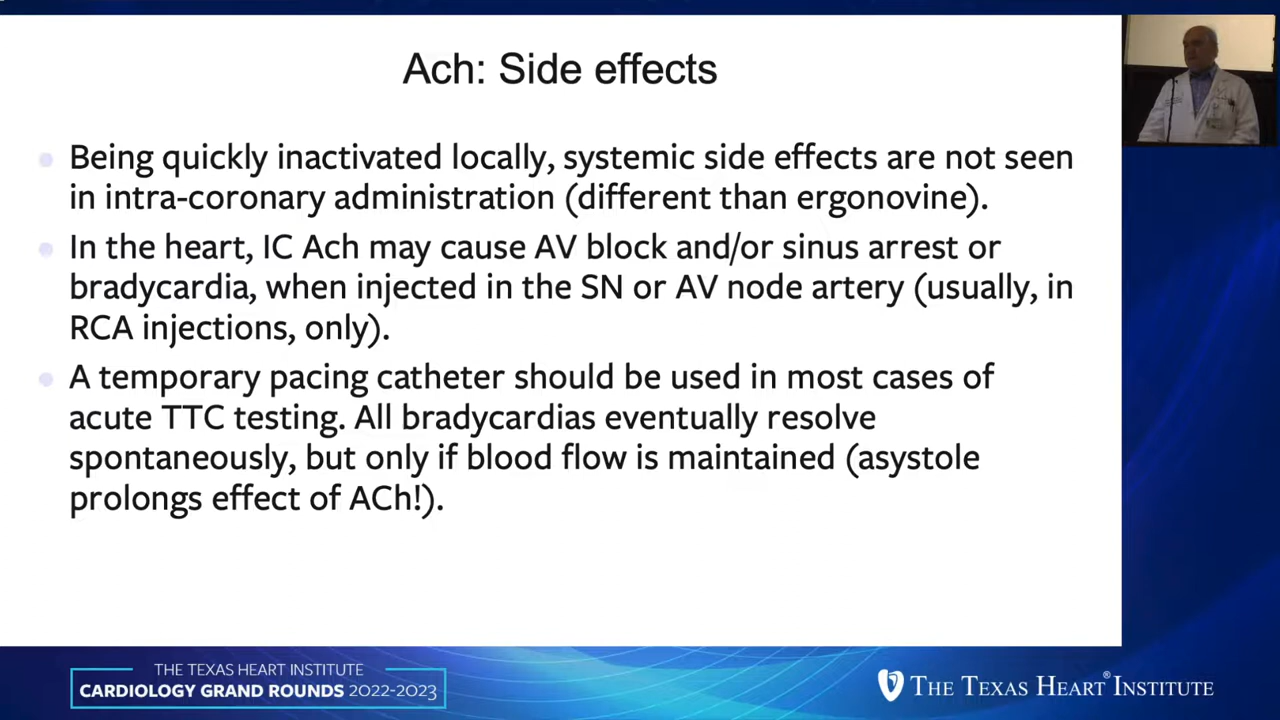 Ach: Side effects
Being quickly inactivated locally, systemic side effects are not seen
in intra-coronary administration (different than ergonovine).
In the heart, IC Ach may cause AV block and/or sinus arrest or
bradycardia, when injected in the SN or AV node artery (usually, in
RCA injections, only).
A temporary pacing catheter should be used in most cases of
acute TTC testing. All bradycardias eventually resolve
spontaneously, but only if blood flow is maintained (asystole
prolongs effect of ACh!).
THE TEXAS HEART INSTITUTE
CARDIOLOGY GRAND ROUNDS 2022-2023
THE TEXAS HEART® INSTITUTE